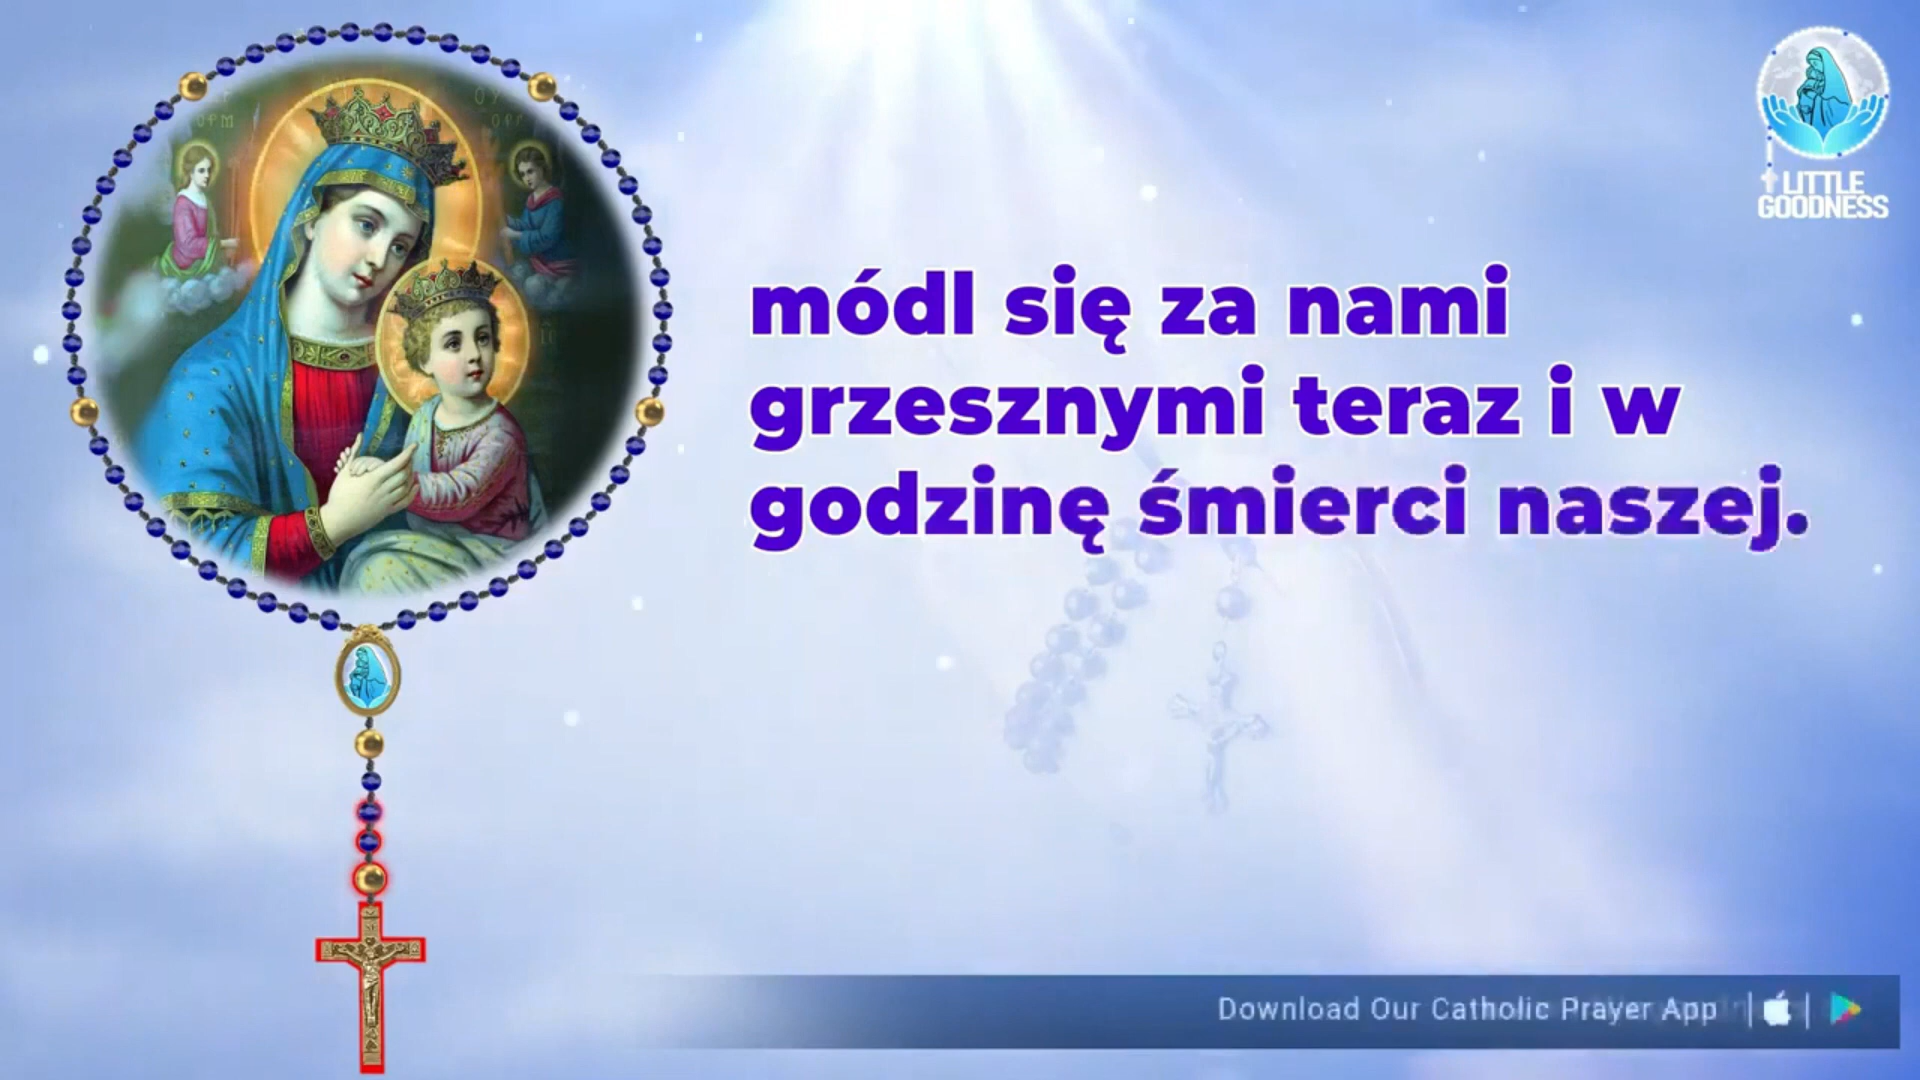 LITTLE
GOODNESS
módl się za nami
grzesznymi teraz i w
godzinę śmierci naszej.
Download Our Catholic Prayer App